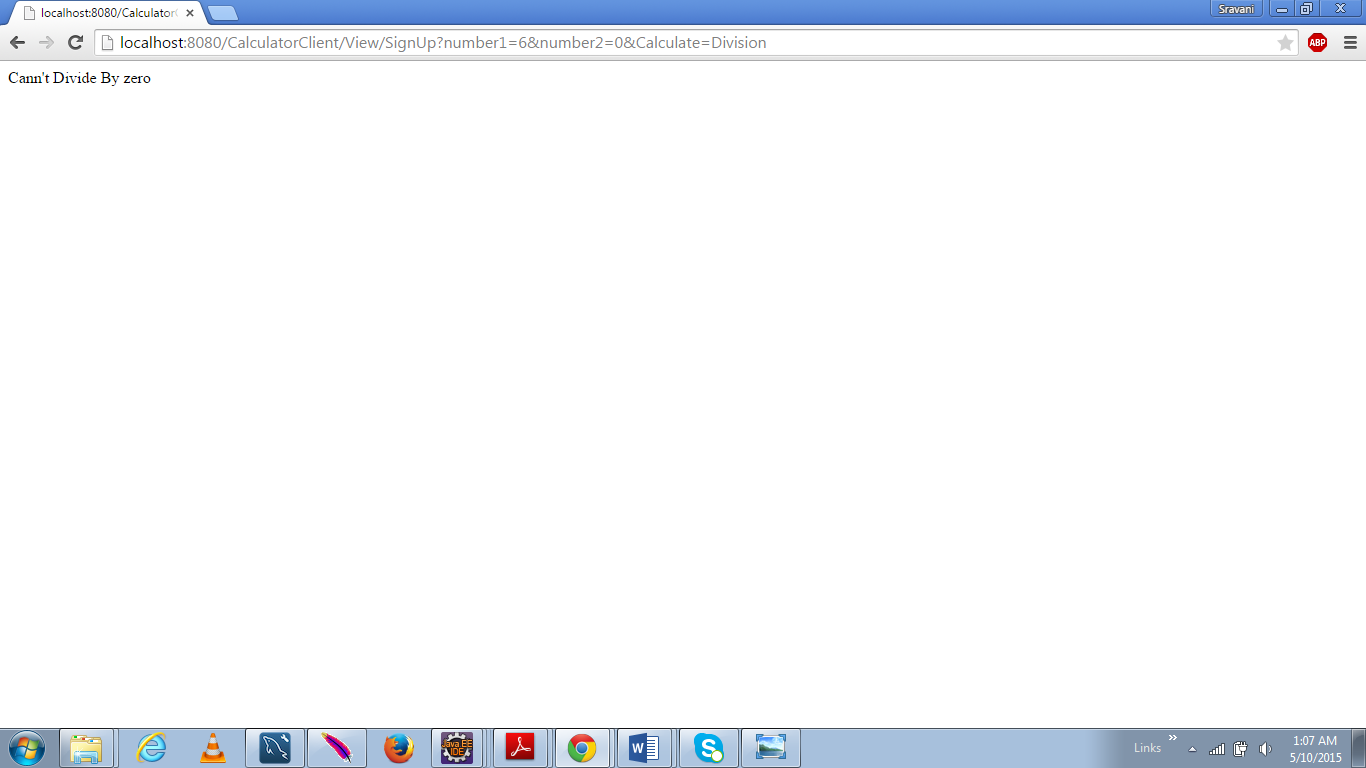 localhost:8080/Calculator
Sravani
localhost:8080/CalculatorClient/View/SignUp?number1=6&number2=0&Calculate=Division
ABP
Cann't Divide By zero
Java EE
IDE
Links
1:07 AM
5/10/2015